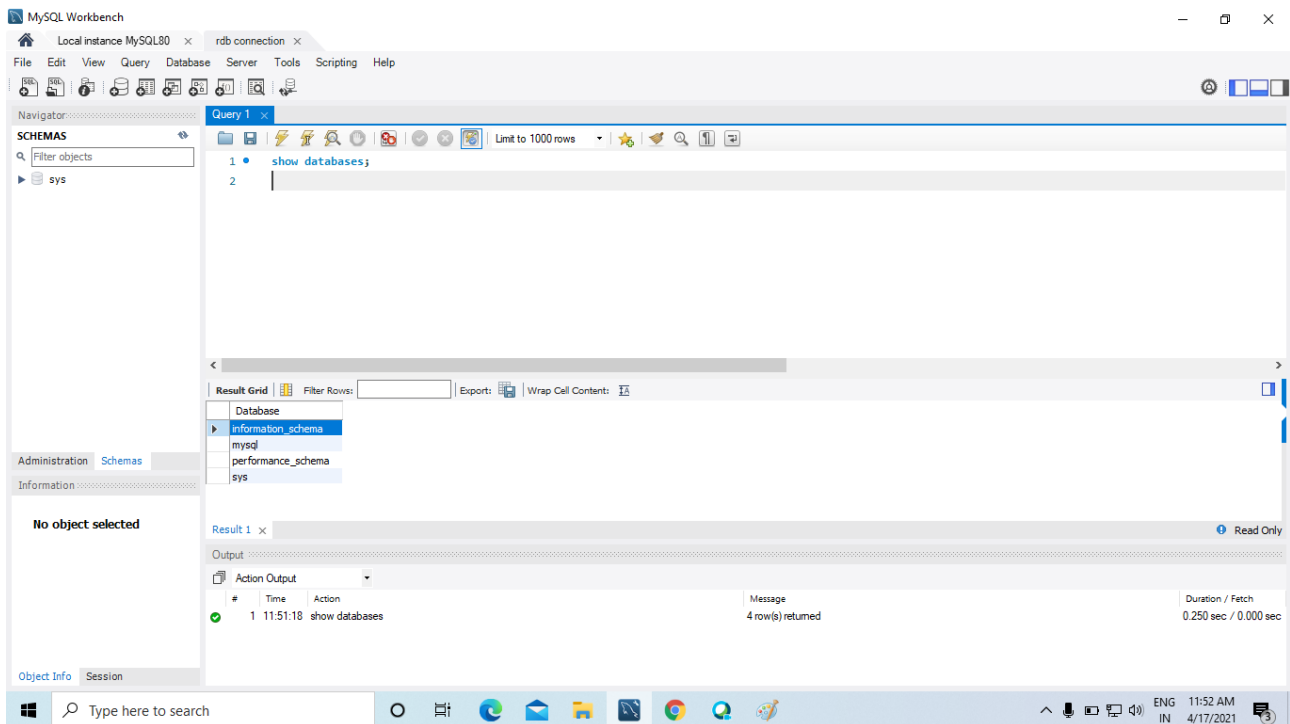 MySQL Workbench
Local instance MySQL80 rdb connection
File Edit View Query Database Server Tools Scripting Help
Navigator
SCHEMAS
Filter objects
sys
Query 1
Limit to 1000 rows
1 show databases;
2
Result Grid Filter Rows: Export: Wrap Cell Content:
Database
information_schema
mysql
performance_schema
sys
Administration Schemas
Information
No object selected
Result 1 Read Only
Output
Action Output
# Time Action Message Duration / Fetch
1 11:51:18 show databases 4 row(s) returned 0.250 sec / 0.000 sec
Object Info Session
Type here to search
ENG 11:52 AM
IN 4/17/2021
3